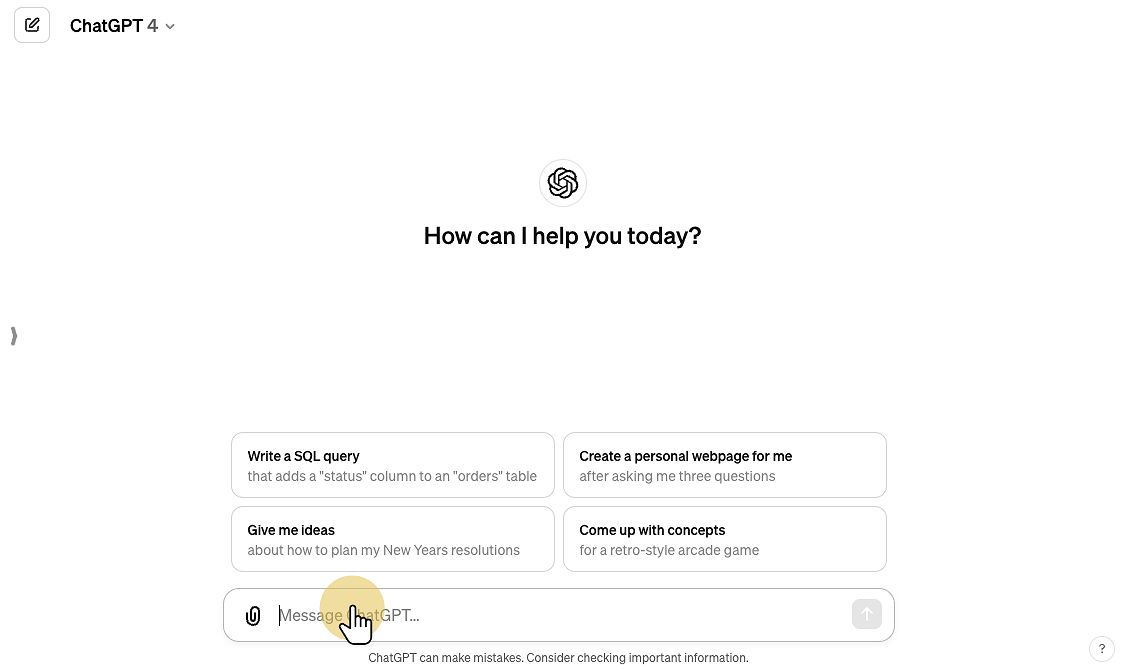 ChatGPT 4
How can I help you today?
Write a SQL query
that adds a "status" column to an "orders" table
Create a personal webpage for me
after asking me three questions
Give me ideas
about how to plan my New Years resolutions
Come up with concepts
for a retro-style arcade game
Message ChatGPT...
ChatGPT can make mistakes. Consider checking important information.
?